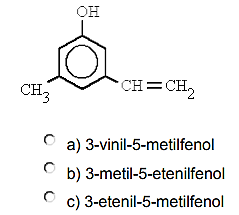 OH
CH3
CH=CH2
a) 3-vinil-5-metilfenol
b) 3-metil-5-etenilfenol
c) 3-etenil-5-metilfenol